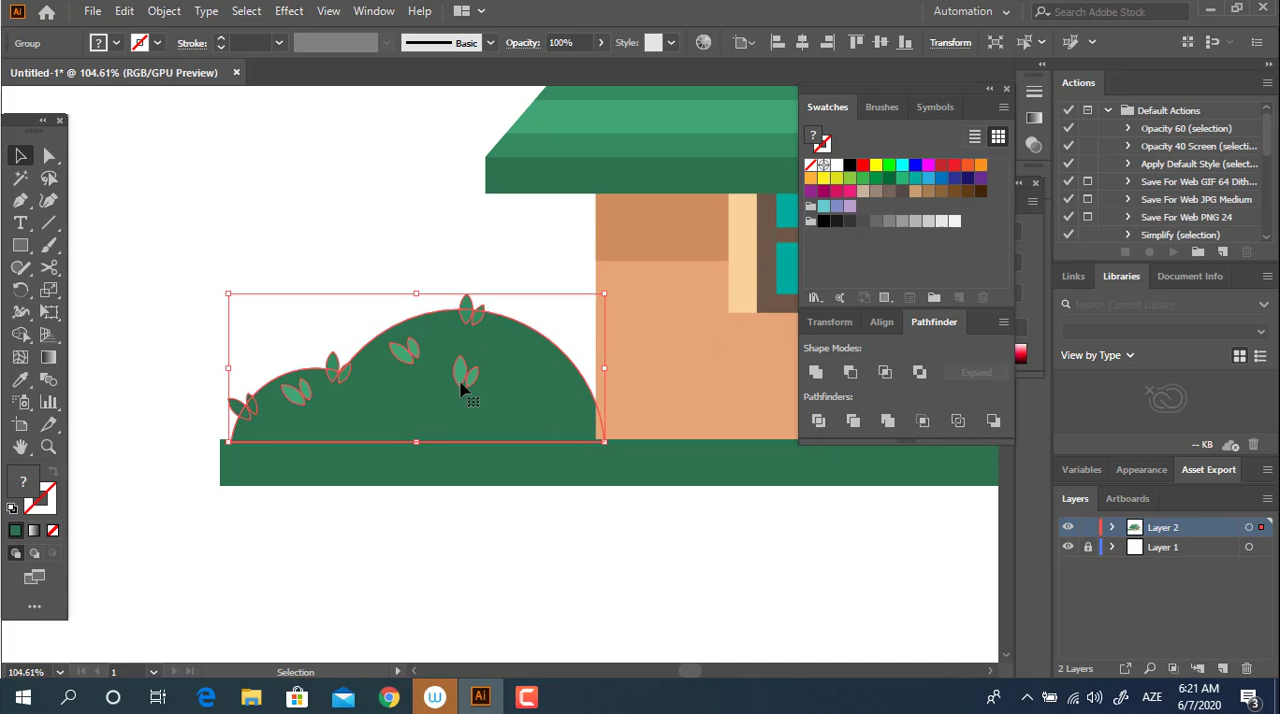 Ai File Edit Object Type Select Effect View Window Help Automation Search Adobe Stock
Group ? Stroke: Basic Opacity: 100% Style: Transform
Untitled-1* @ 104.61% (RGB/GPU Preview)
Swatches Brushes Symbols
?
Transform Align Pathfinder
Shape Modes:
Expand
Pathfinders:
Actions
Default Actions
Opacity 60 (selection)
Opacity 40 Screen (selecti...
Apply Default Style (select...
Save For Web GIF 64 Dith...
Save For Web JPG Medium
Save For Web PNG 24
Simplify (selection)
Links Libraries Document Info
Search Current Library
View by Type
-- KB
Variables Appearance Asset Export
Layers Artboards
Layer 2
Layer 1
2 Layers
T
?
104.61% 1 Selection
Ai AZE 6:21 AM
6/7/2020 3